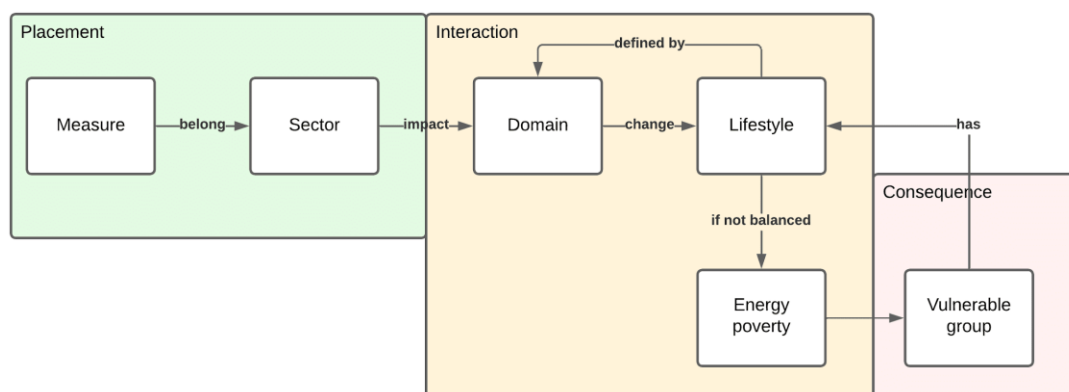 Placement
Interaction
defined by
Measure
belong
Sector
impact
Domain
change
Lifestyle
has
Consequence
if not balanced
Energy
poverty
Vulnerable
group